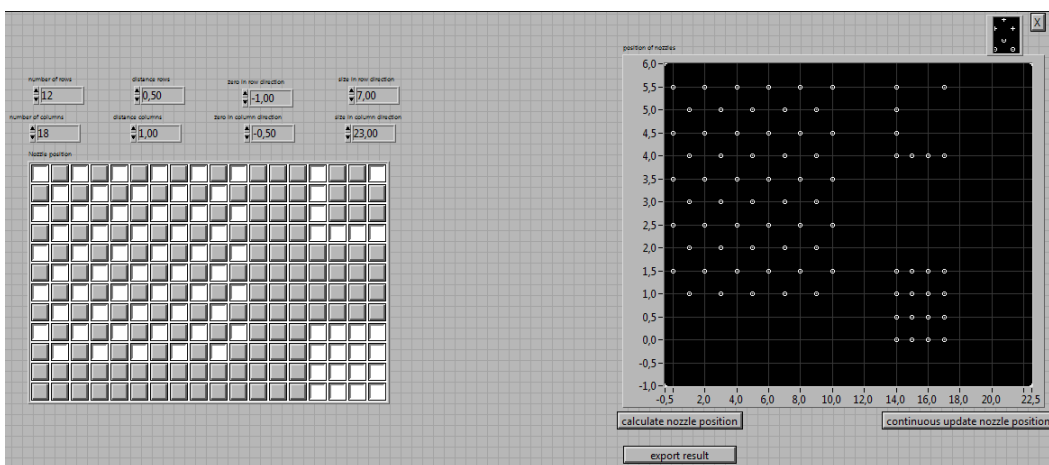 X
position of nozzles
number of rows
distance rows
zero in row direction
size in row direction
12
0,50
-1,00
7,00
number of columns
distance columns
zero in column direction
size in column direction
18
1,00
-0,50
23,00
Nozzle position
6,0
5,5
5,0
4,5
4,0
3,5
3,0
2,5
2,0
1,5
1,0
0,5
0,0
-0,5
-1,0
-0,5 2,0 4,0 6,0 8,0 10,0 12,0 14,0 16,0 18,0 20,0 22,5
calculate nozzle position
continuous update nozzle position
export result